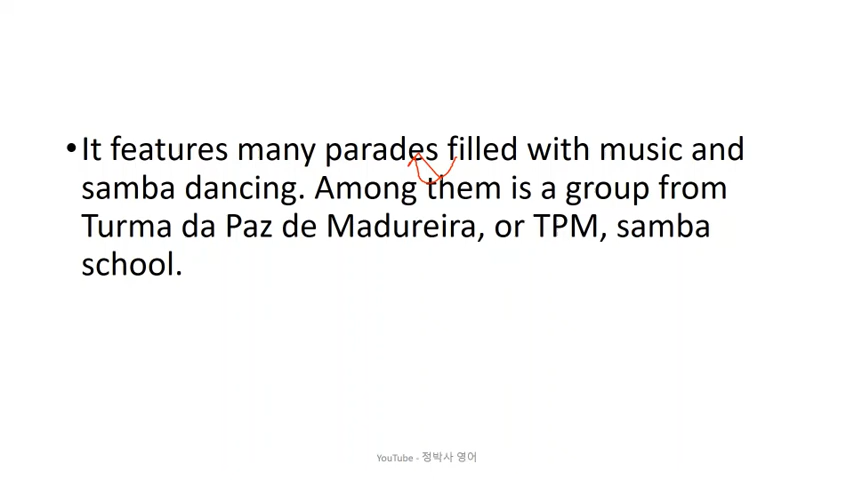 •It features many parades filled with music and
samba dancing. Among them is a group from
Turma da Paz de Madureira, or TPM, samba
school.
YouTube - 정박사 영어